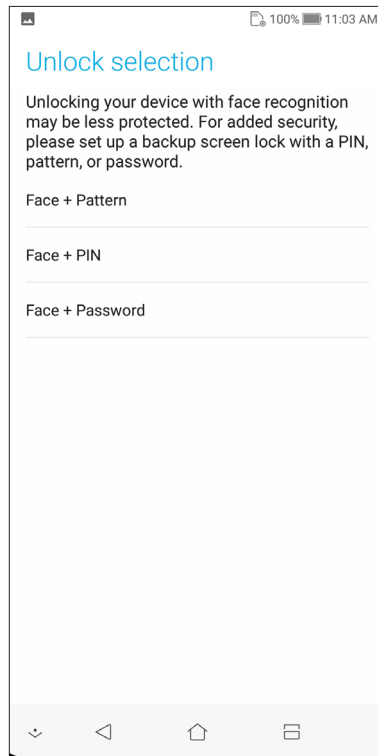 100% 11:03 AM
Unlock selection
Unlocking your device with face recognition
may be less protected. For added security,
please set up a backup screen lock with a PIN,
pattern, or password.
Face + Pattern
Face + PIN
Face + Password